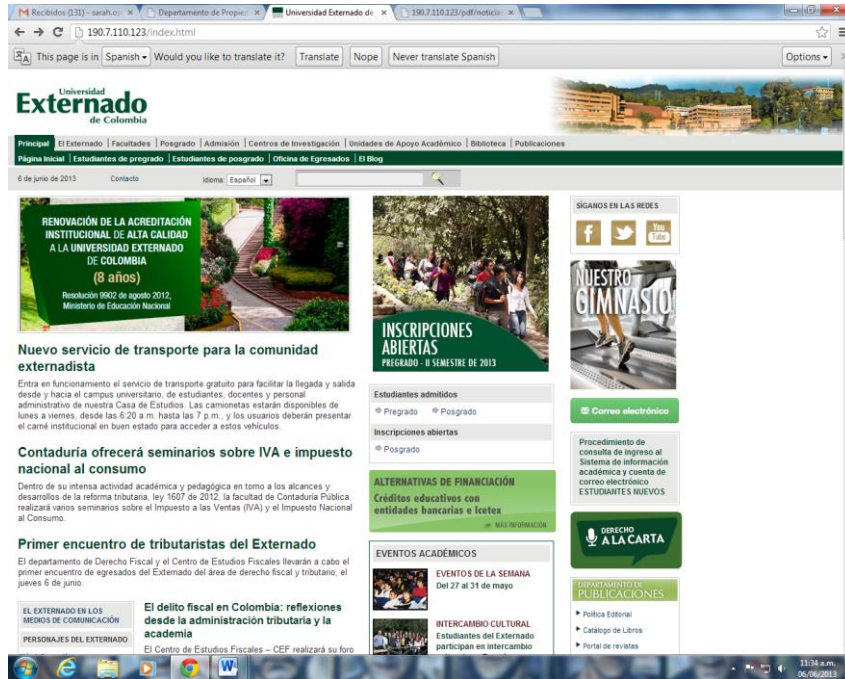 Recibidos (131) - sarah.os
Departamento de Propied
Universidad Externado de
190.7.110.123/pdf/noticia
190.7.110.123/index.html
This page is in Spanish Would you like to translate it? Translate Nope Never translate Spanish Options
Universidad
Externado
de Colombia
Principal El Externado Facultades Posgrado Admisión Centros de Investigación Unidades de Apoyo Académico Biblioteca Publicaciones
Página Inicial Estudiantes de pregrado Estudiantes de posgrado Oficina de Egresados El Blog
6 de junio de 2013 Contacto Idioma: Español
RENOVACIÓN DE LA ACREDITACIÓN
INSTITUCIONAL DE ALTA CALIDAD
A LA UNIVERSIDAD EXTERNADO
DE COLOMBIA
(8 años)
Resolución 9902 de agosto 2012,
Ministerio de Educación Nacional
Nuevo servicio de transporte para la comunidad
externadista
Entra en funcionamiento el servicio de transporte gratuito para facilitar la llegada y salida
desde y hacia el campus universitario, de estudiantes, docentes y personal
administrativo de nuestra Casa de Estudios. Las camionetas estarán disponibles de
lunes a viernes, desde las 6:20 a.m. hasta las 7 p.m., y los usuarios deberán presentar
el carné institucional en buen estado para acceder a estos vehículos.
Contaduría ofrecerá seminarios sobre IVA e impuesto
nacional al consumo
Dentro de su intensa actividad académica y pedagógica en torno a los alcances y
desarrollos de la reforma tributaria, ley 1607 de 2012, la facultad de Contaduría Pública
realizará varios seminarios sobre el Impuesto a las Ventas (IVA) y el Impuesto Nacional
al Consumo.
Primer encuentro de tributaristas del Externado
El departamento de Derecho Fiscal y el Centro de Estudios Fiscales llevarán a cabo el
primer encuentro de egresados del Externado del área de derecho fiscal y tributario, el
jueves 6 de junio.
EL EXTERNADO EN LOS
MEDIOS DE COMUNICACIÓN
PERSONAJES DEL EXTERNADO
El delito fiscal en Colombia: reflexiones
desde la administración tributaria y la
academia
El Centro de Estudios Fiscales – CEF realizará su foro
INSCRIPCIONES
ABIERTAS
PREGRADO - II SEMESTRE DE 2013
Estudiantes admitidos
Pregrado Posgrado
Inscripciones abiertas
Posgrado
ALTERNATIVAS DE FINANCIACIÓN
Créditos educativos con
entidades bancarias e Icetex
MÁS INFORMACIÓN
EVENTOS ACADÉMICOS
EVENTOS DE LA SEMANA
Del 27 al 31 de mayo
INTERCAMBIO CULTURAL
Estudiantes del Externado
participan en intercambio
SÍGANOS EN LAS REDES
f
You
Tube
NUESTRO
GIMNASIO
Correo electrónico
Procedimiento de
consulta de ingreso al
Sistema de información
académica y cuenta de
correo electrónico
ESTUDIANTES NUEVOS
DERECHO
A LA CARTA
DEPARTAMENTO DE
PUBLICACIONES
Política Editorial
Catálogo de Libros
Portal de revistas
11:34 a.m.
06/06/2013